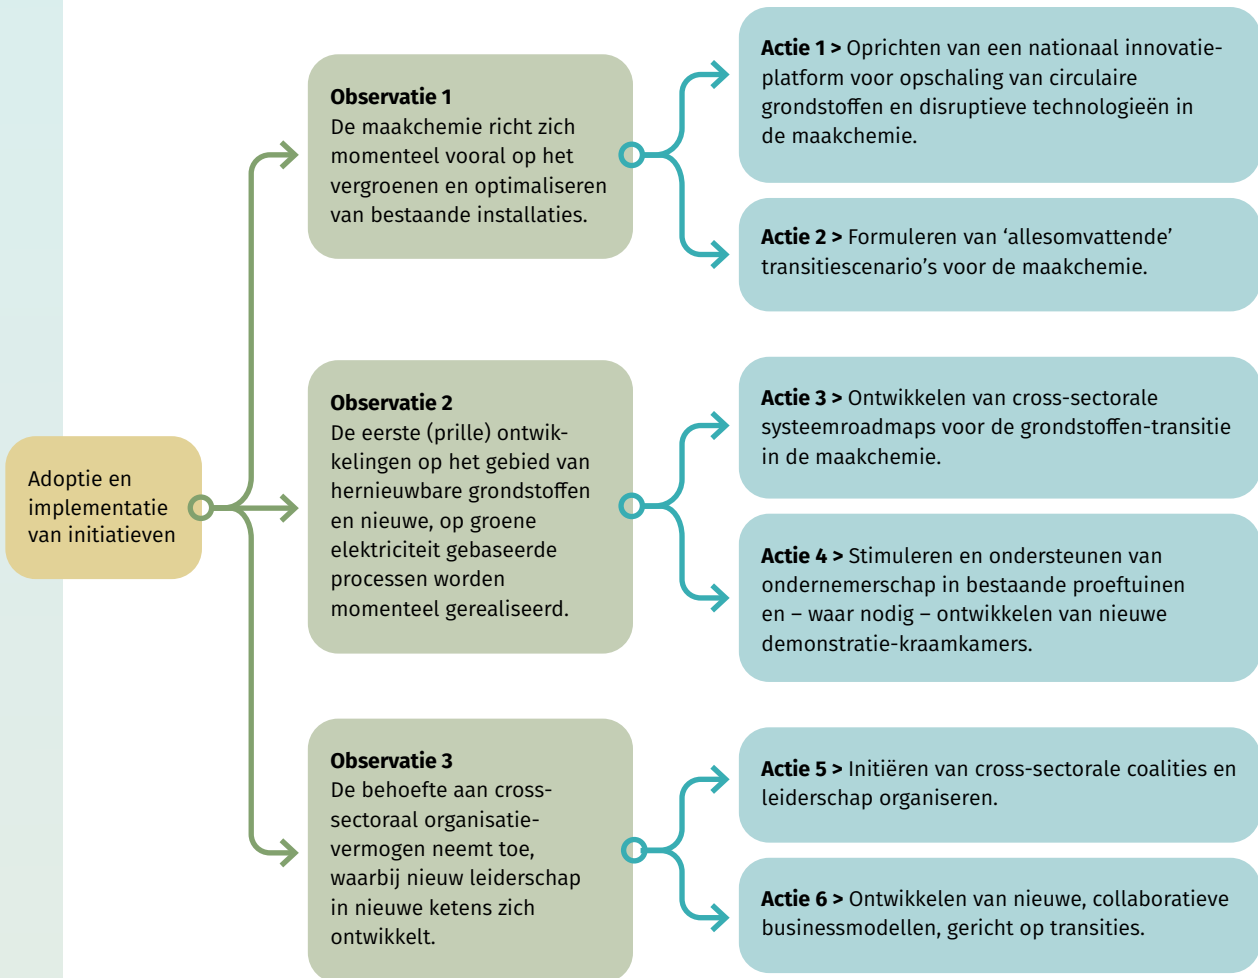 Adoptie en
implementatie
van initiatieven
Observatie 1
De maakchemie richt zich
momenteel vooral op het
vergroenen en optimaliseren
van bestaande installaties.
Actie 1 > Oprichten van een nationaal innovatie-
platform voor opschaling van circulaire
grondstoffen en disruptieve technologieën in
de maakchemie.
Actie 2 > Formuleren van ‘allesomvattende’
transitiescenario’s voor de maakchemie.
Observatie 2
De eerste (prille) ontwik-
kelingen op het gebied van
hernieuwbare grondstoffen
en nieuwe, op groene
elektriciteit gebaseerde
processen worden
momenteel gerealiseerd.
Actie 3 > Ontwikkelen van cross-sectorale
systeemroadmaps voor de grondstoffen-transitie
in de maakchemie.
Actie 4 > Stimuleren en ondersteunen van
ondernemerschap in bestaande proeftuinen
en – waar nodig – ontwikkelen van nieuwe
demonstratie-kraamkamers.
Observatie 3
De behoefte aan cross-
sectoraal organisatie-
vermogen neemt toe,
waarbij nieuw leiderschap
in nieuwe ketens zich
ontwikkelt.
Actie 5 > Initiëren van cross-sectorale coalities en
leiderschap organiseren.
Actie 6 > Ontwikkelen van nieuwe, collaboratieve
businessmodellen, gericht op transities.